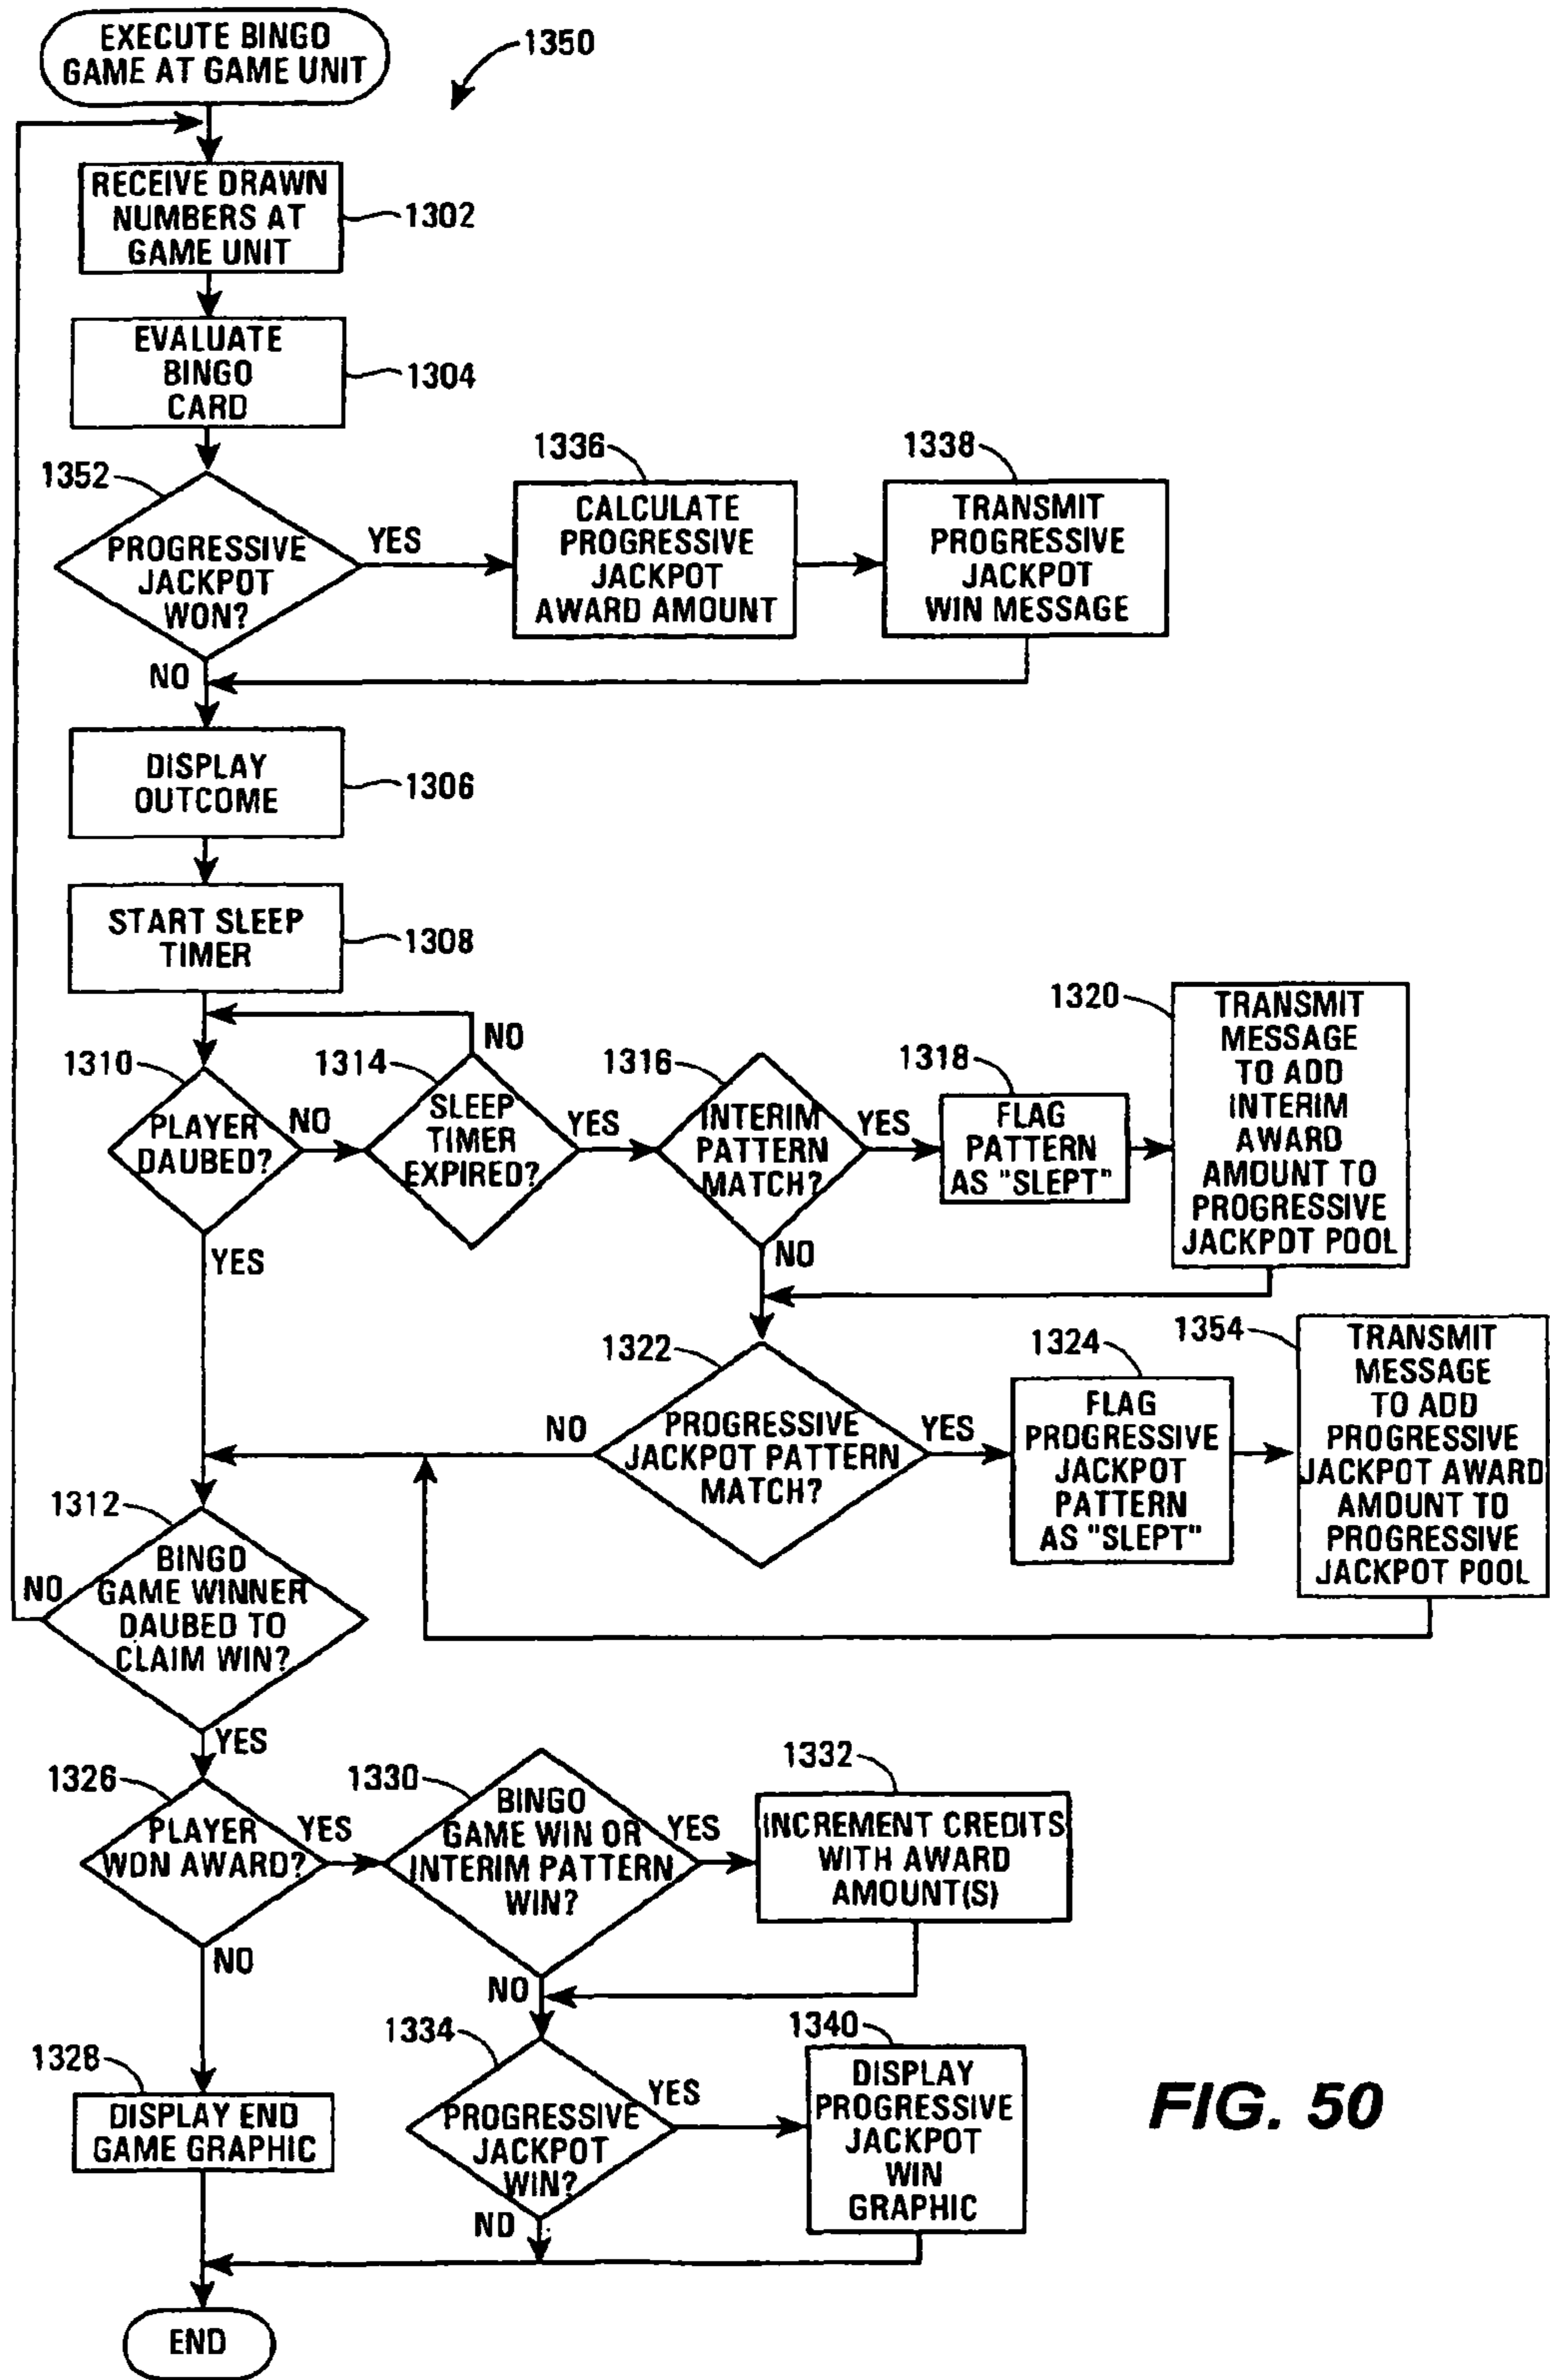 EXECUTE BINGO
GAME AT GAME UNIT
1350
RECEIVE DRAWN
NUMBERS AT
GAME UNIT
1302
EVALUATE
BINGO
CARD
1304
1352
PROGRESSIVE
JACKPOT
WON?
YES
NO
1336
CALCULATE
PROGRESSIVE
JACKPOT
AWARD AMOUNT
1338
TRANSMIT
PROGRESSIVE
JACKPOT
WIN MESSAGE
DISPLAY
OUTCOME
1306
START SLEEP
TIMER
1308
1310
PLAYER
DAUBED?
NO
YES
1314
SLEEP
TIMER
EXPIRED?
NO
YES
1316
INTERIM
PATTERN
MATCH?
YES
NO
1318
FLAG
PATTERN
AS "SLEPT"
1320
TRANSMIT
MESSAGE
TO ADD
INTERIM
AWARD
AMOUNT TO
PROGRESSIVE
JACKPOT POOL
1322
PROGRESSIVE
JACKPOT PATTERN
MATCH?
NO
YES
1324
FLAG
PROGRESSIVE
JACKPOT
PATTERN
AS "SLEPT"
1354
TRANSMIT
MESSAGE
TO ADD
PROGRESSIVE
JACKPOT AWARD
AMOUNT TO
PROGRESSIVE
JACKPOT POOL
1312
BINGO
GAME WINNER
DAUBED TO
CLAIM WIN?
NO
YES
1326
PLAYER
WON AWARD?
YES
NO
1330
BINGO
GAME WIN OR
INTERIM PATTERN
WIN?
YES
NO
1332
INCREMENT CREDITS
WITH AWARD
AMOUNT(S)
1328
DISPLAY END
GAME GRAPHIC
1334
PROGRESSIVE
JACKPOT
WIN?
YES
NO
1340
DISPLAY
PROGRESSIVE
JACKPOT
WIN
GRAPHIC
END
FIG. 50